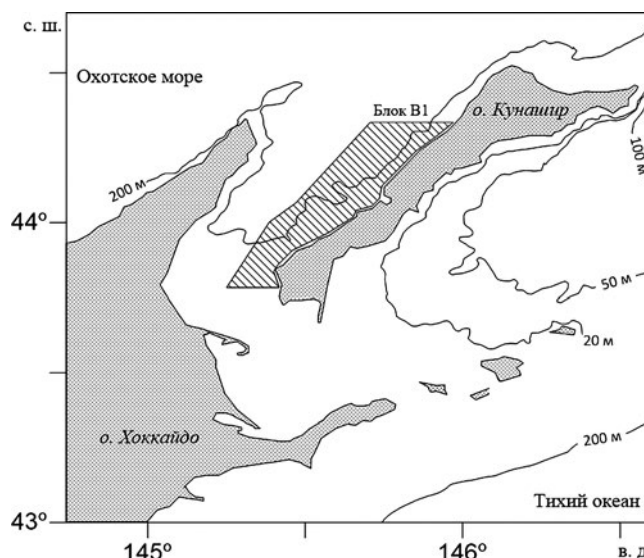 с. ш.
Охотское море
Блок В1
о. Кунашир
200 м
100 м
44°
50 м
20 м
о. Хоккайдо
200 м
Тихий океан
43°
145°
146°
в. д.